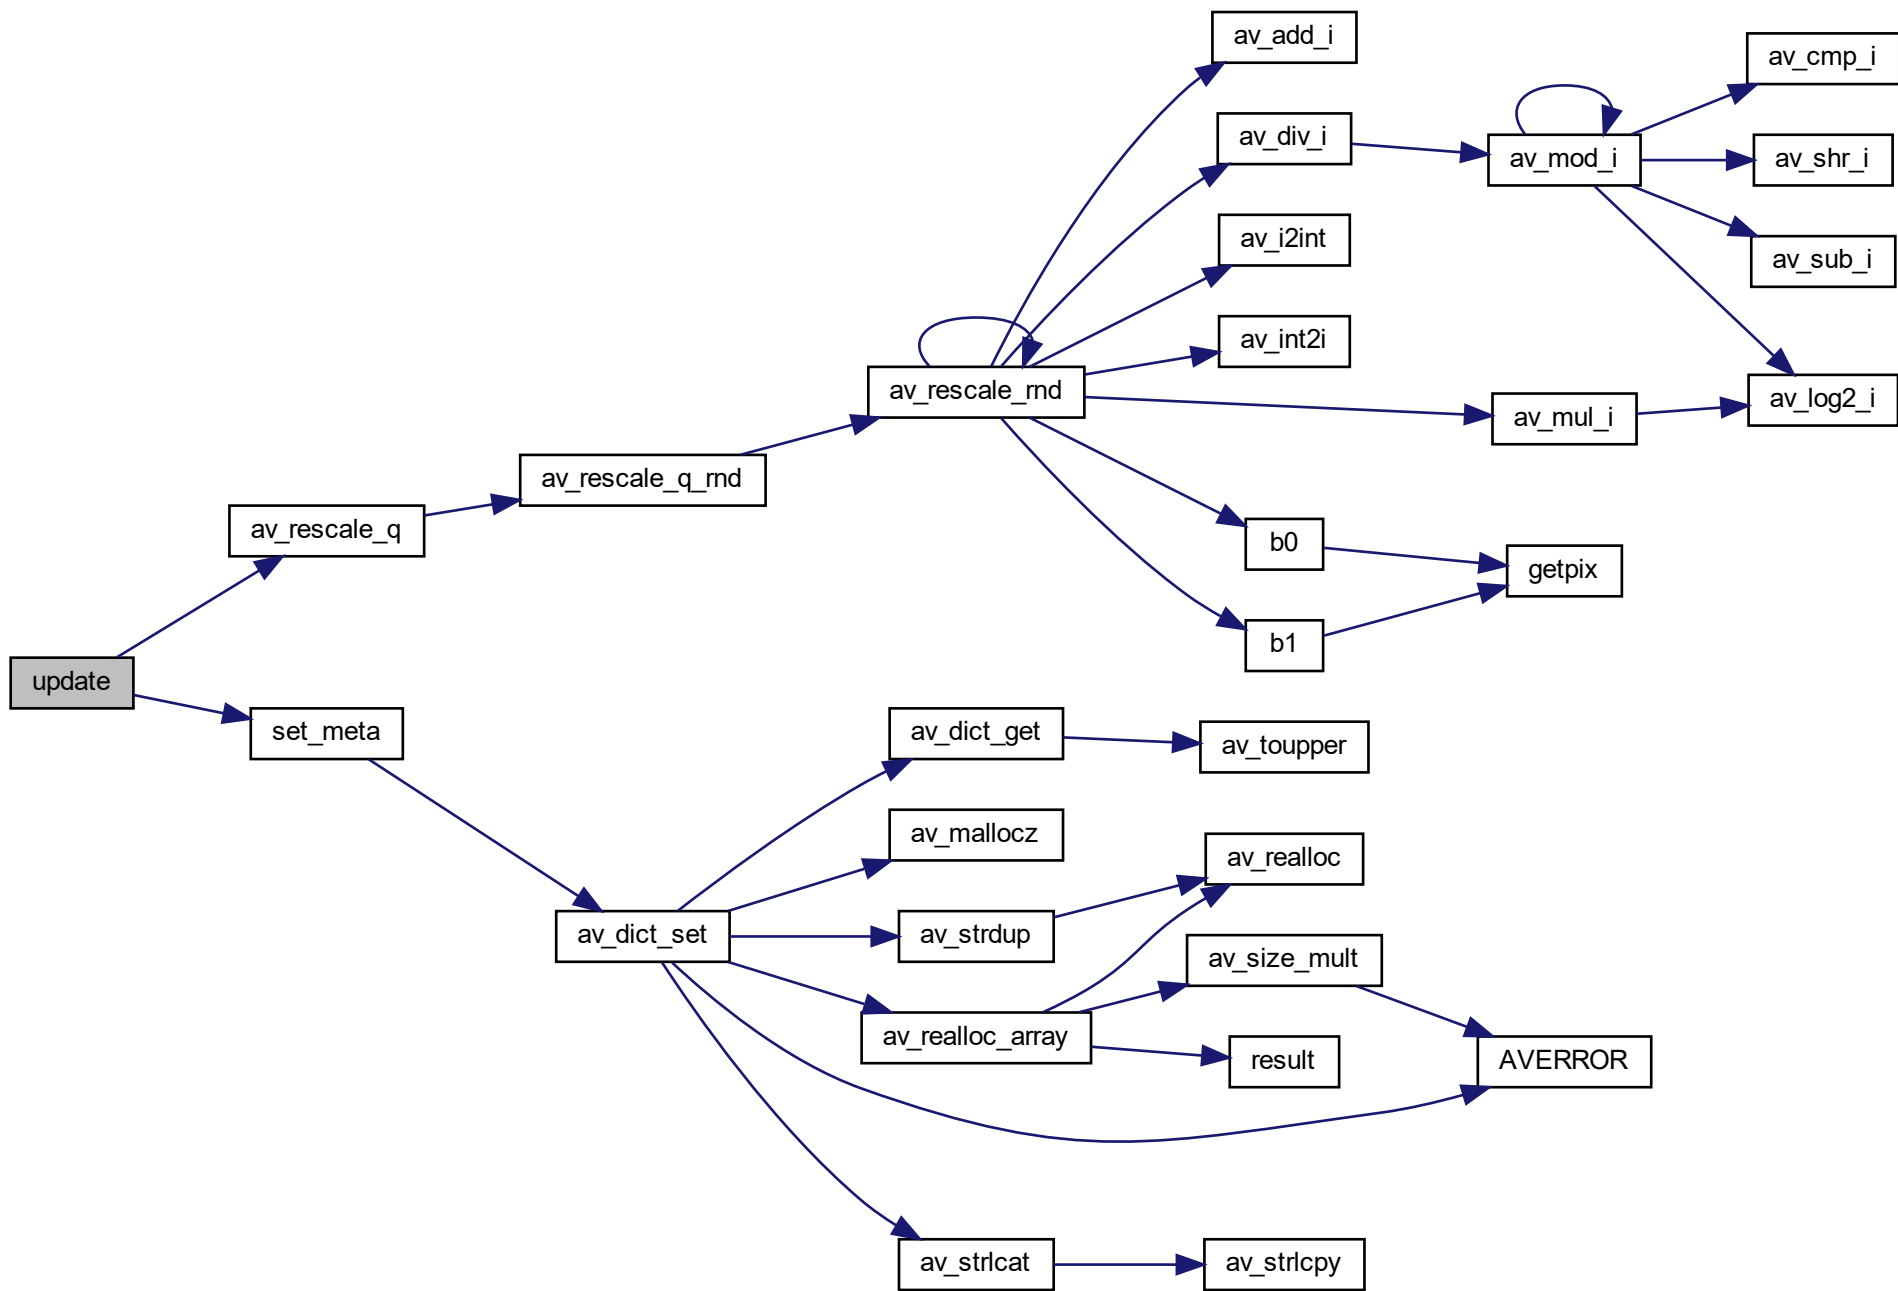 av_add_i
av_cmp_i
av_div_i
av_mod_i
av_shr_i
av_i2int
av_sub_i
av_int2i
av_rescale_rnd
av_log2_i
av_mul_i
av_rescale_q_rnd
av_rescale_q
b0
getpix
b1
update
set_meta
av_dict_get
av_toupper
av_mallocz
av_realloc
av_dict_set
av_strdup
av_size_mult
av_realloc_array
result
AVERROR
av_strlcat
av_strlcpy